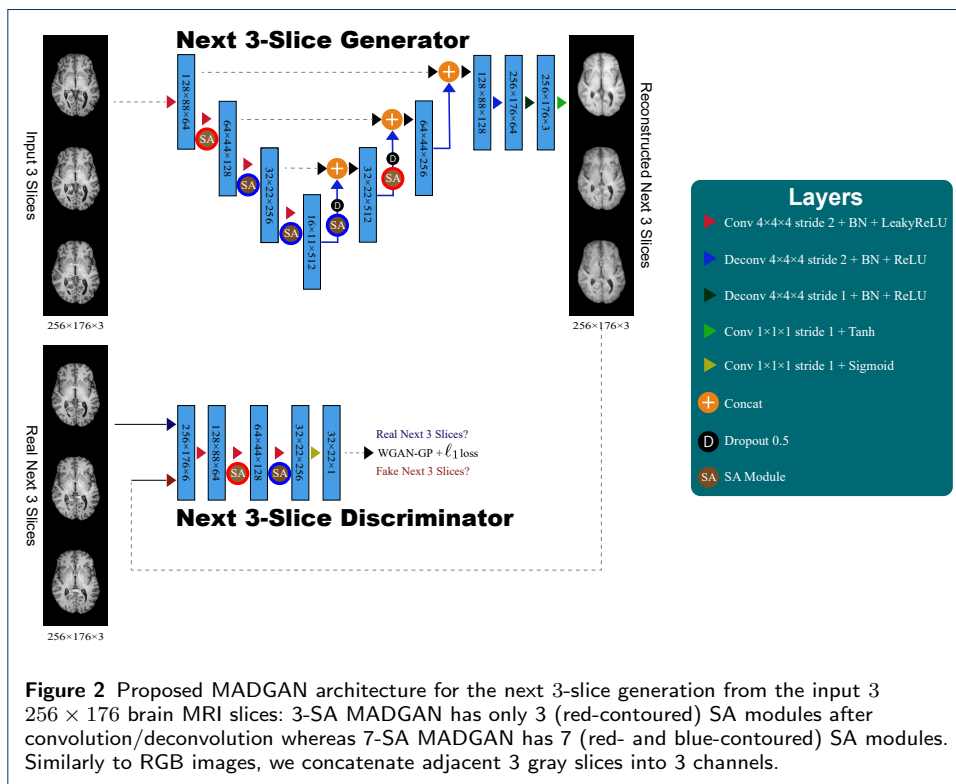 Next 3-Slice Generator
Input 3 Slices
256×176×3
128×88×64
SA
64×44×128
SA
32×22×256
SA
16×11×512
SA
D
+
32×22×512
SA
D
+
64×44×256
+
128×88×128
256×176×64
256×176×3
Reconstructed Next 3 Slices
256×176×3
Real Next 3 Slices
256×176×3
256×176×6
128×88×64
SA
64×44×128
SA
32×22×256
32×22×1
Real Next 3 Slices?
WGAN-GP + ℓ1 loss
Fake Next 3 Slices?
Next 3-Slice Discriminator
Layers
Conv 4×4×4 stride 2 + BN + LeakyReLU
Deconv 4×4×4 stride 2 + BN + ReLU
Deconv 4×4×4 stride 1 + BN + ReLU
Conv 1×1×1 stride 1 + Tanh
Conv 1×1×1 stride 1 + Sigmoid
+ Concat
D Dropout 0.5
SA SA Module
Figure 2 Proposed MADGAN architecture for the next 3-slice generation from the input 3
256 × 176 brain MRI slices: 3-SA MADGAN has only 3 (red-contoured) SA modules after
convolution/deconvolution whereas 7-SA MADGAN has 7 (red- and blue-contoured) SA modules.
Similarly to RGB images, we concatenate adjacent 3 gray slices into 3 channels.